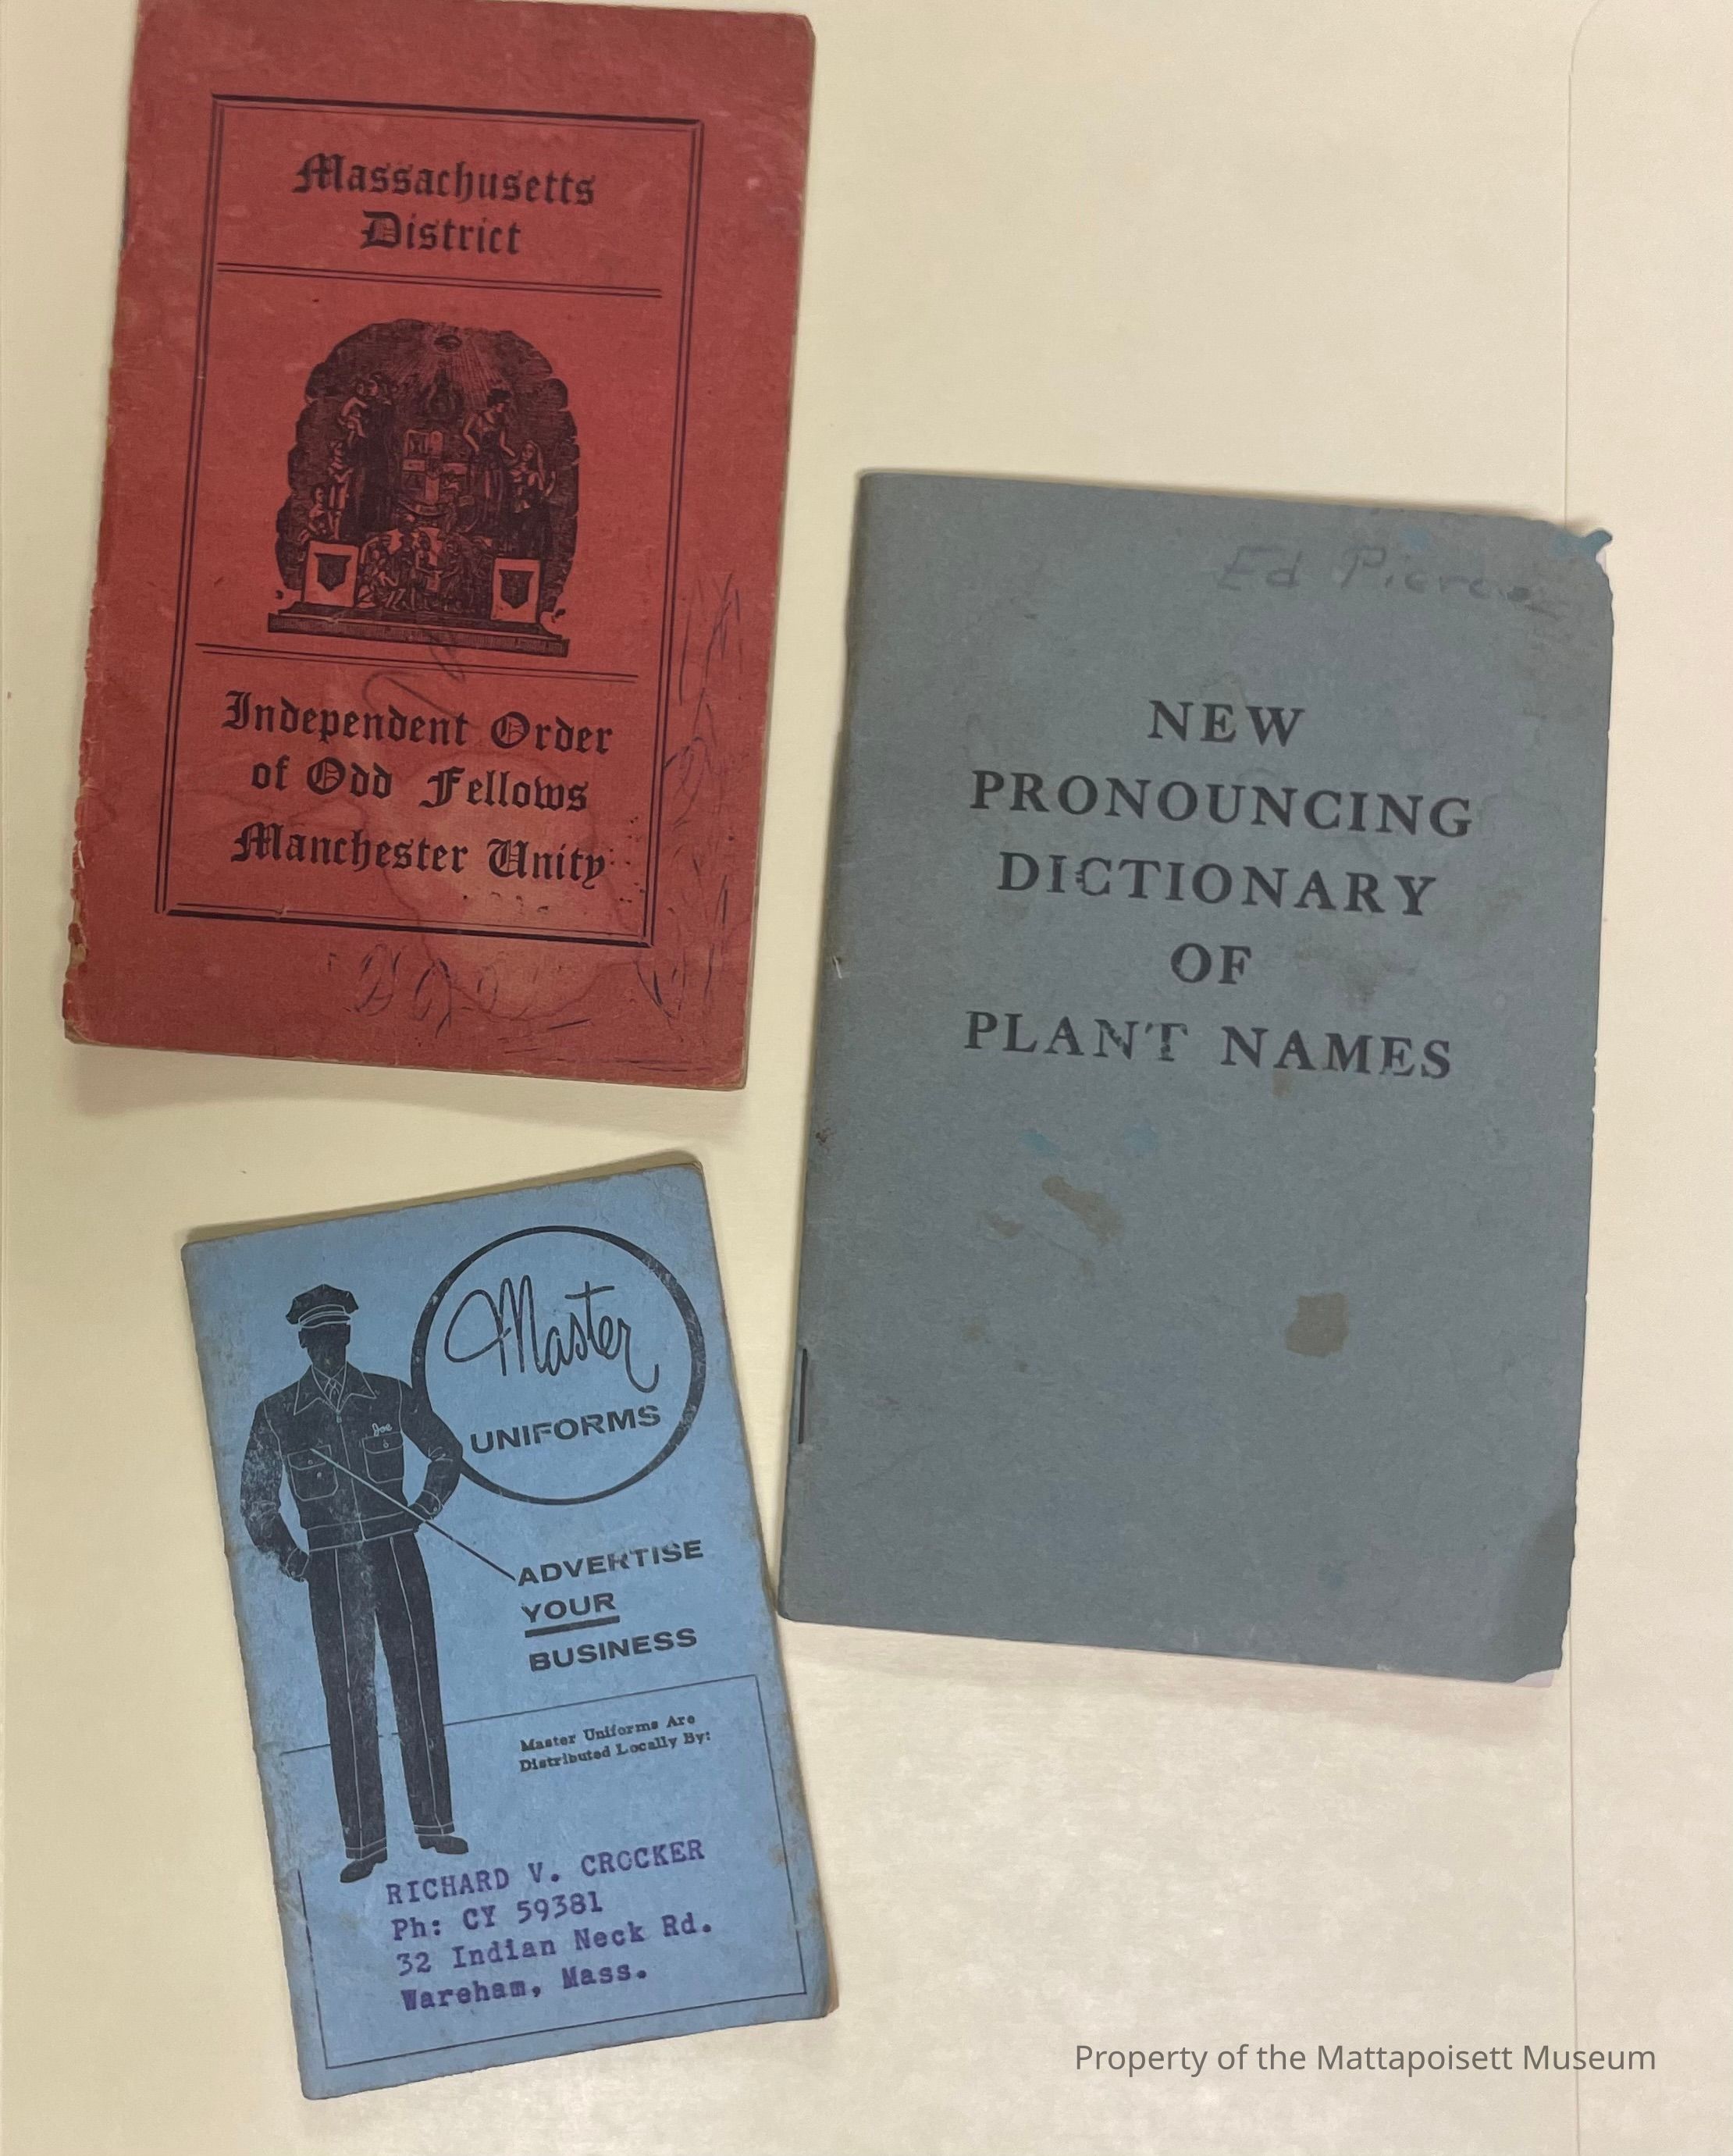 Massachusetts
District
Independent Order
of Odd Fellows
Manchester Unity
Ed Pierce
NEW
PRONOUNCING
DICTIONARY
OF
PLANT NAMES
Master
UNIFORMS
Joe
ADVERTISE
YOUR
BUSINESS
Master Uniforms Are
Distributed Locally By:
RICHARD V. CROCKER
Ph: CY 59381
32 Indian Neck Rd.
Wareham, Mass.
Property of the Mattapoisett Museum